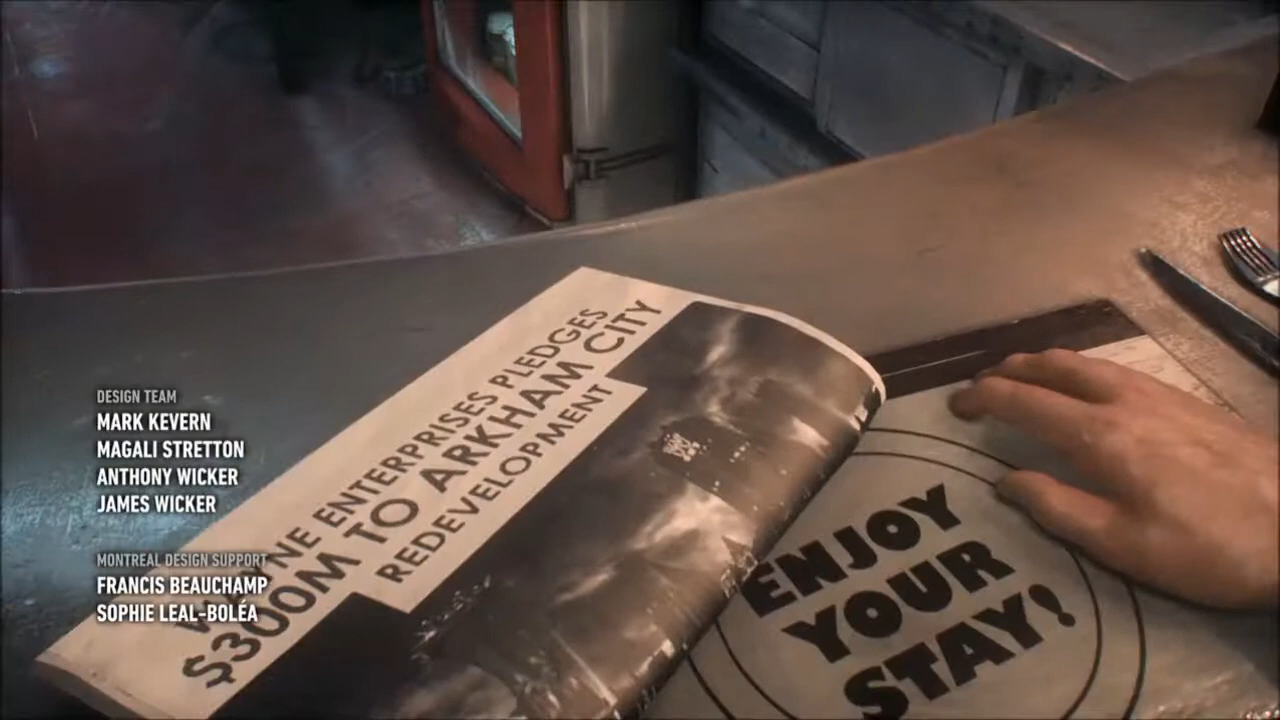 WAYNE ENTERPRISES PLEDGES
$300M TO ARKHAM CITY
REDEVELOPMENT
ENJOY
YOUR
STAY!
DESIGN TEAM
MARK KEVERN
MAGALI STRETTON
ANTHONY WICKER
JAMES WICKER
MONTREAL DESIGN SUPPORT
FRANCIS BEAUCHAMP
SOPHIE LEAL-BOLÉA